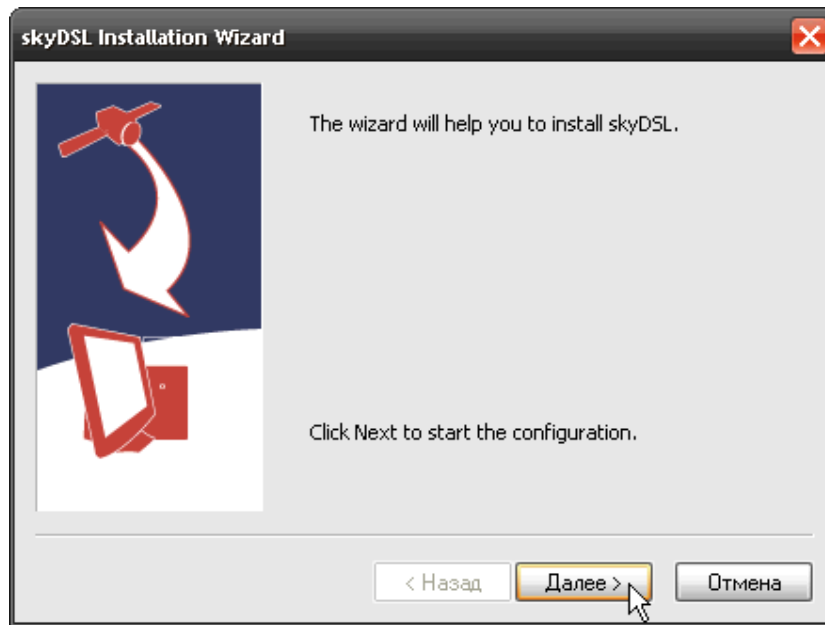 skyDSL Installation Wizard
The wizard will help you to install skyDSL.
Click Next to start the configuration.
< Назад
Далее >
Отмена